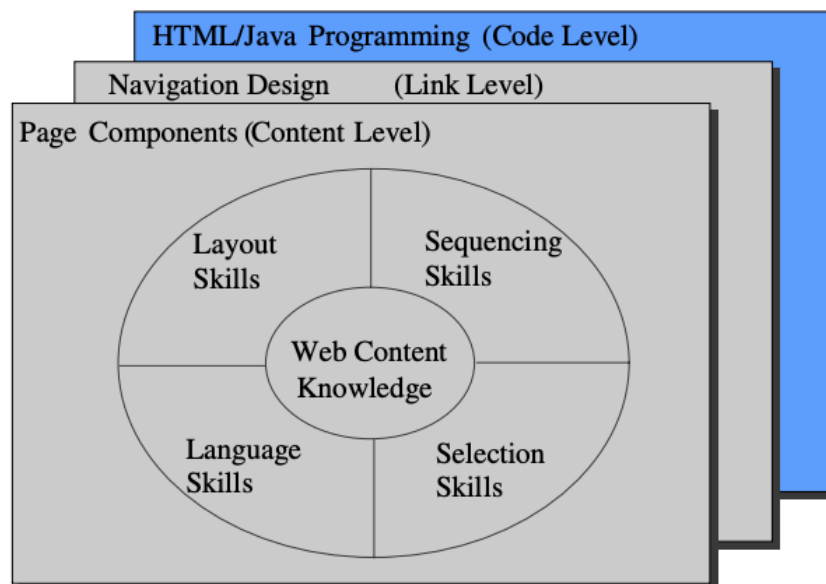 HTML/Java Programming (Code Level)
Navigation Design (Link Level)
Page Components (Content Level)
Layout
Skills
Sequencing
Skills
Web Content
Knowledge
Language
Skills
Selection
Skills